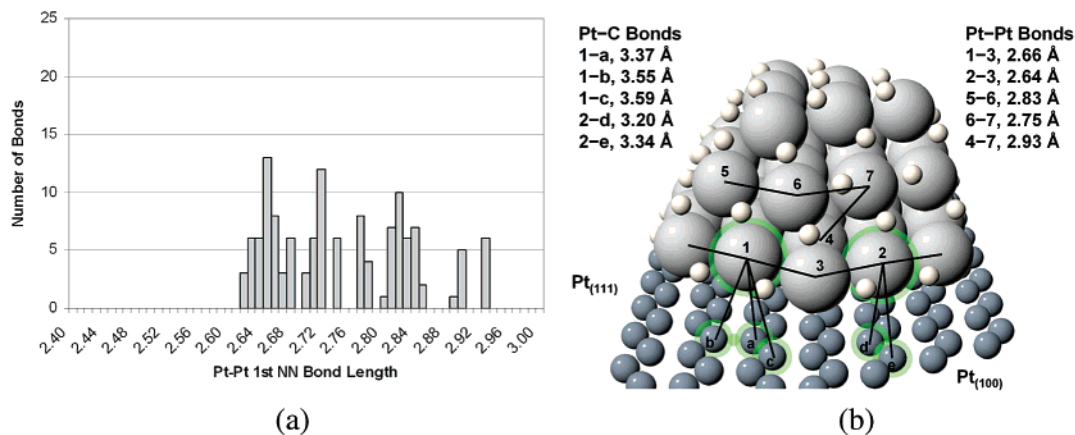 25
20
15
10
5
0
Number of Bonds
2.40
2.44
2.48
2.52
2.56
2.60
2.64
2.68
2.72
2.76
2.80
2.84
2.88
2.92
2.96
3.00
Pt-Pt 1st NN Bond Length
(a)
Pt–C Bonds
1–a, 3.37 Å
1–b, 3.55 Å
1–c, 3.59 Å
2–d, 3.20 Å
2–e, 3.34 Å
Pt–Pt Bonds
1–3, 2.66 Å
2–3, 2.64 Å
5–6, 2.83 Å
6–7, 2.75 Å
4–7, 2.93 Å
5
6
7
4
1
2
3
Pt(111)
b
a
c
d
e
Pt(100)
(b)